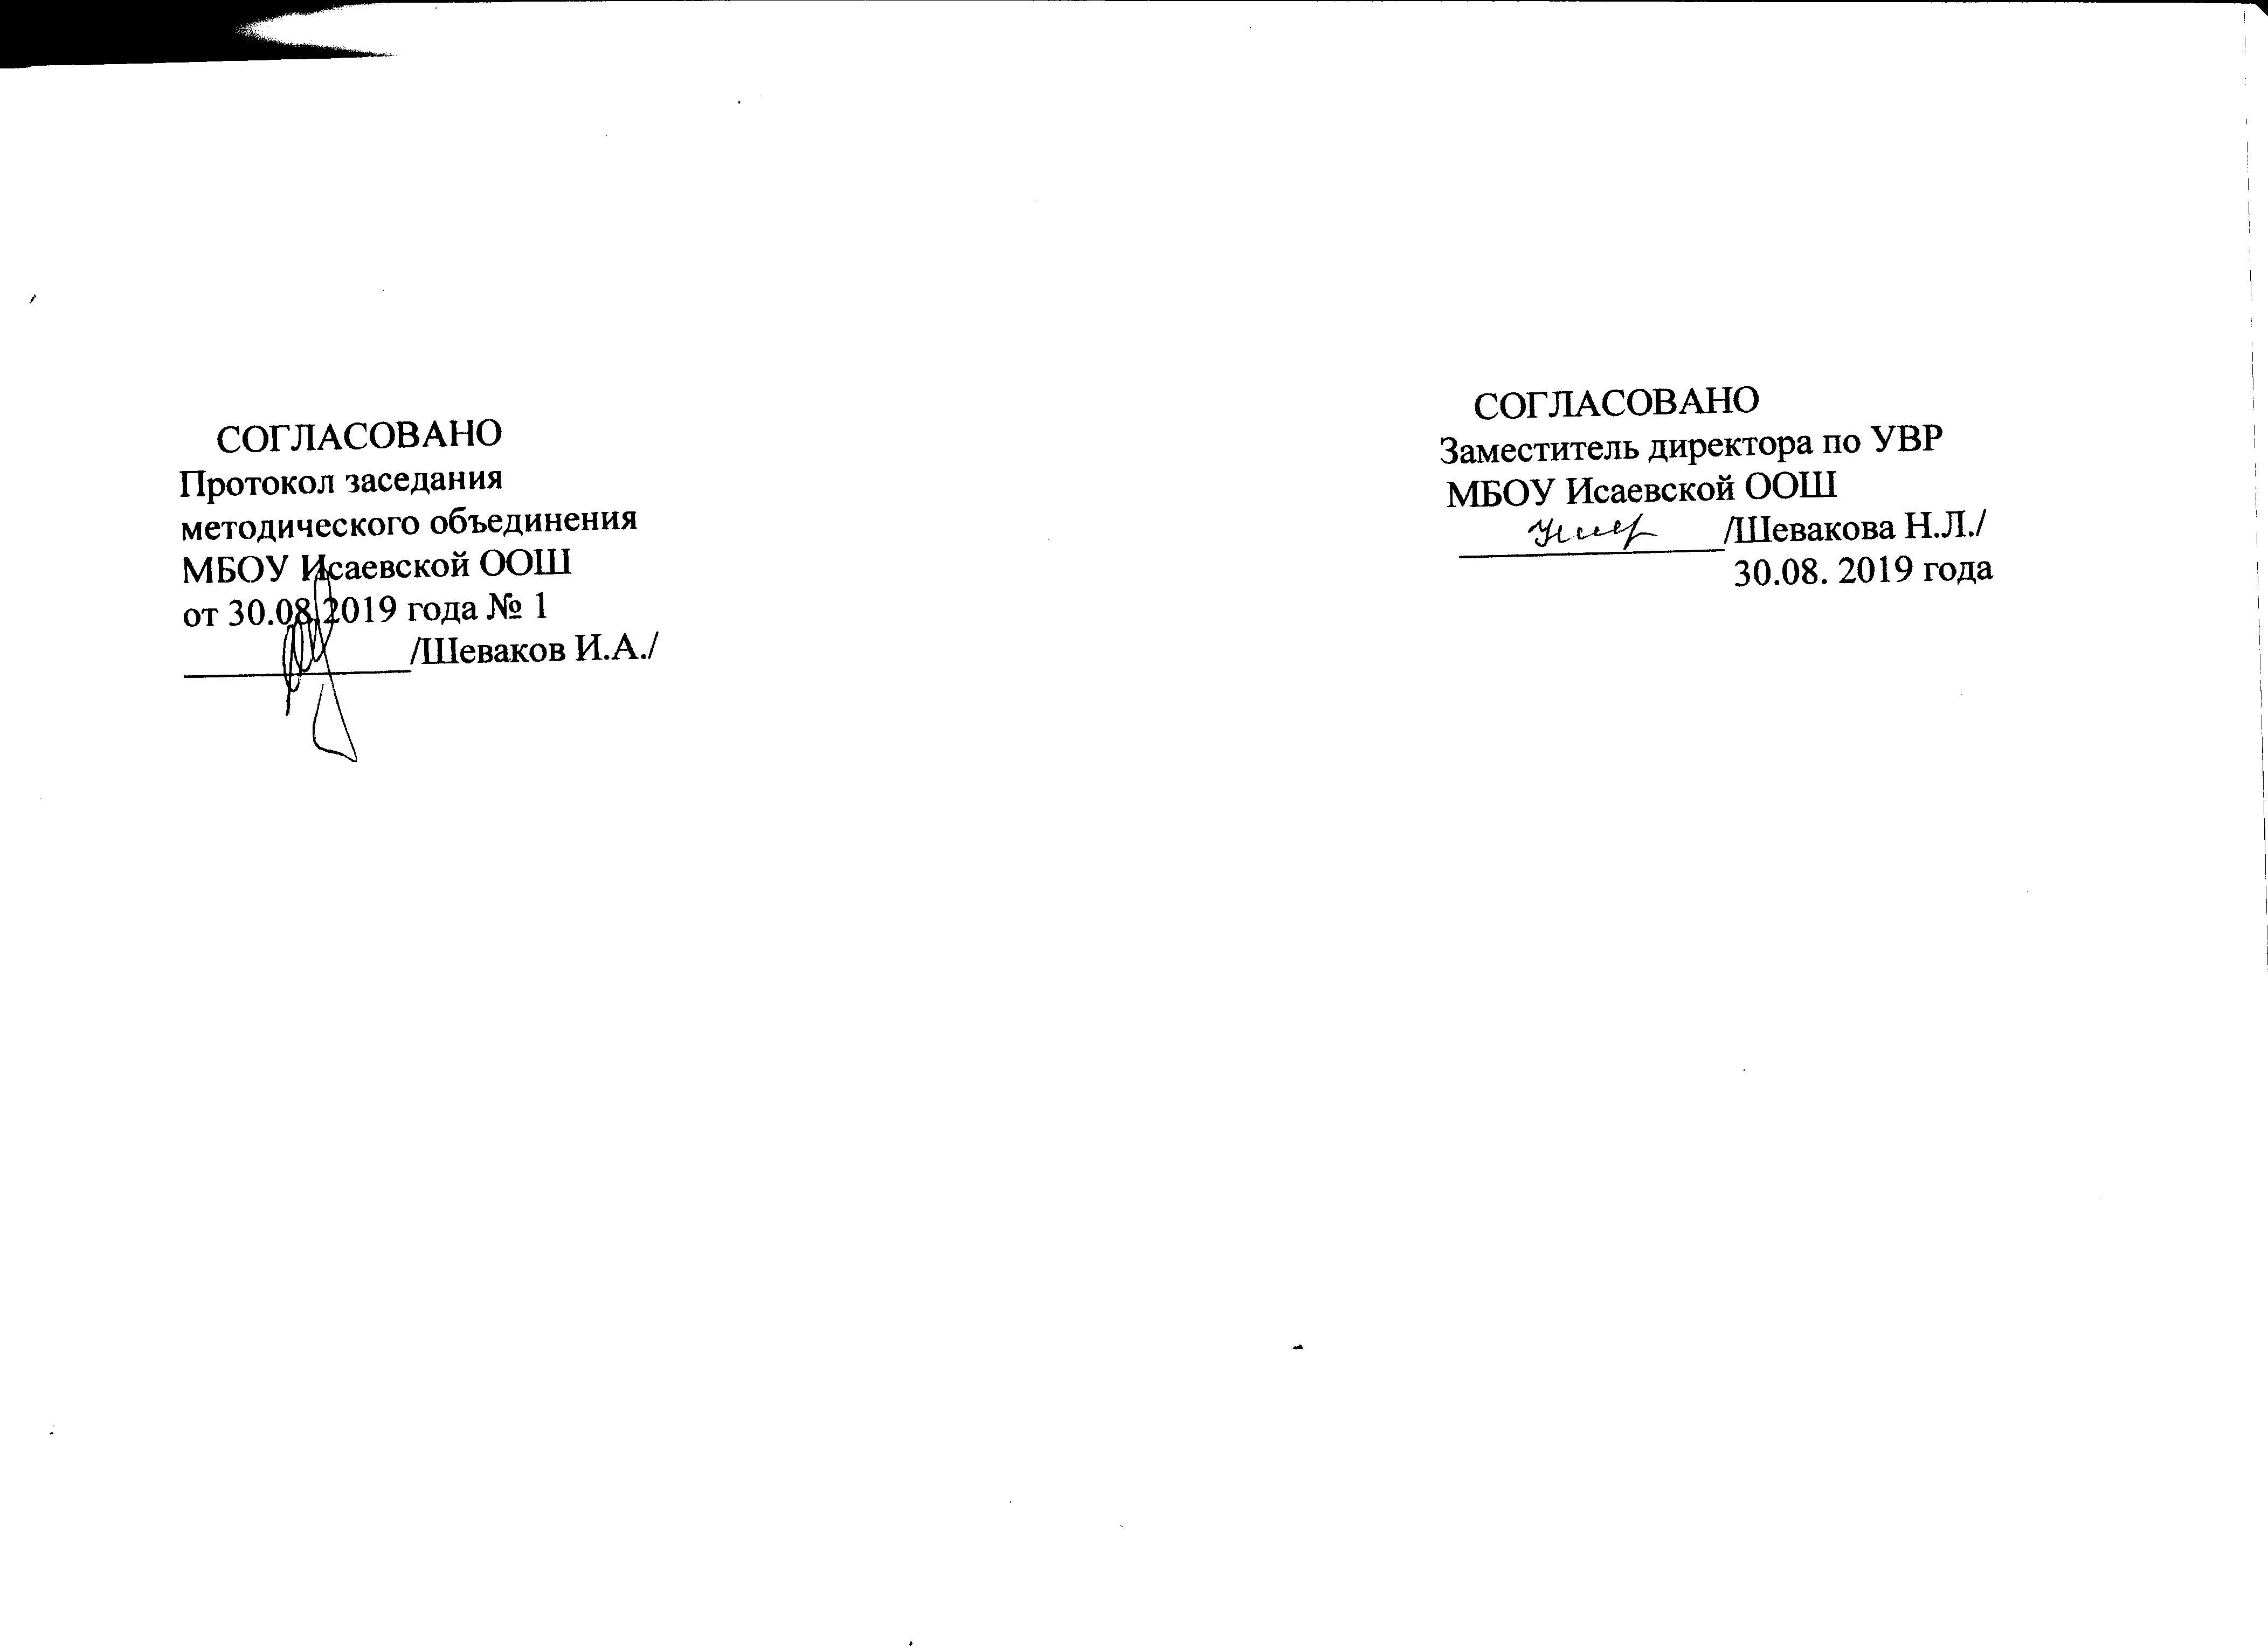 СОГЛАСОВАНО
Протокол заседания
методического объединения
МБОУ Исаевской ООШ
от 30.08.2019 года № 1
/Шеваков И.А./
СОГЛАСОВАНО
Заместитель директора по УВР
МБОУ Исаевской ООШ
/Шевакова Н.Л./
30.08. 2019 года